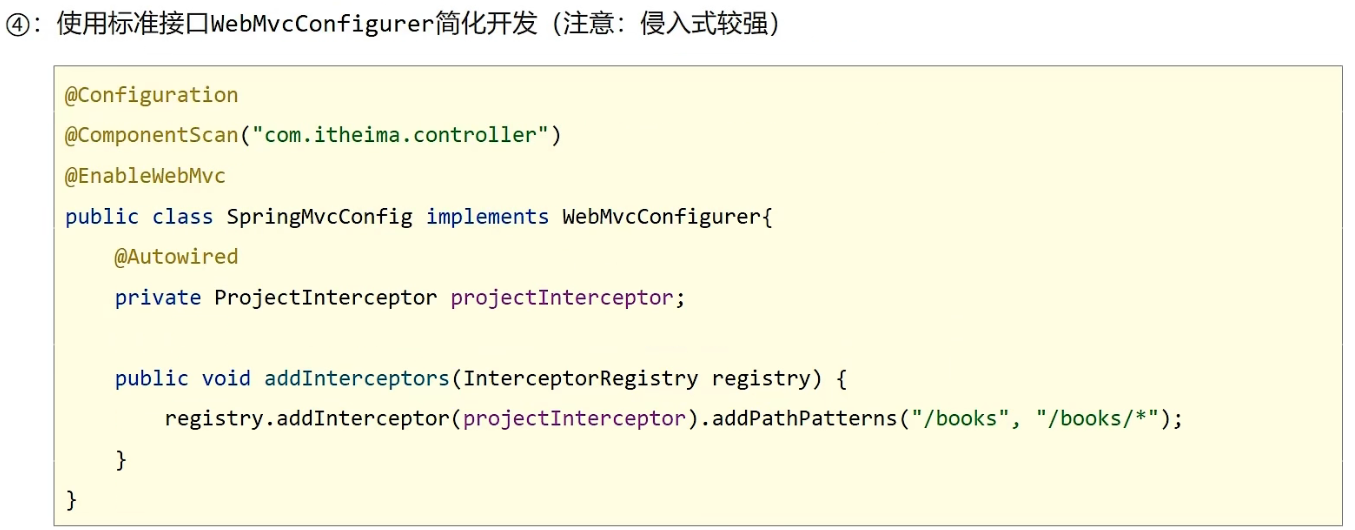 ④：使用标准接口WebMvcConfigurer简化开发（注意：侵入式较强）
@Configuration
@ComponentScan("com.itheima.controller")
@EnableWebMvc
public class SpringMvcConfig implements WebMvcConfigurer{
    @Autowired
    private ProjectInterceptor projectInterceptor;
    public void addInterceptors(InterceptorRegistry registry) {
        registry.addInterceptor(projectInterceptor).addPathPatterns("/books", "/books/*");
    }
}